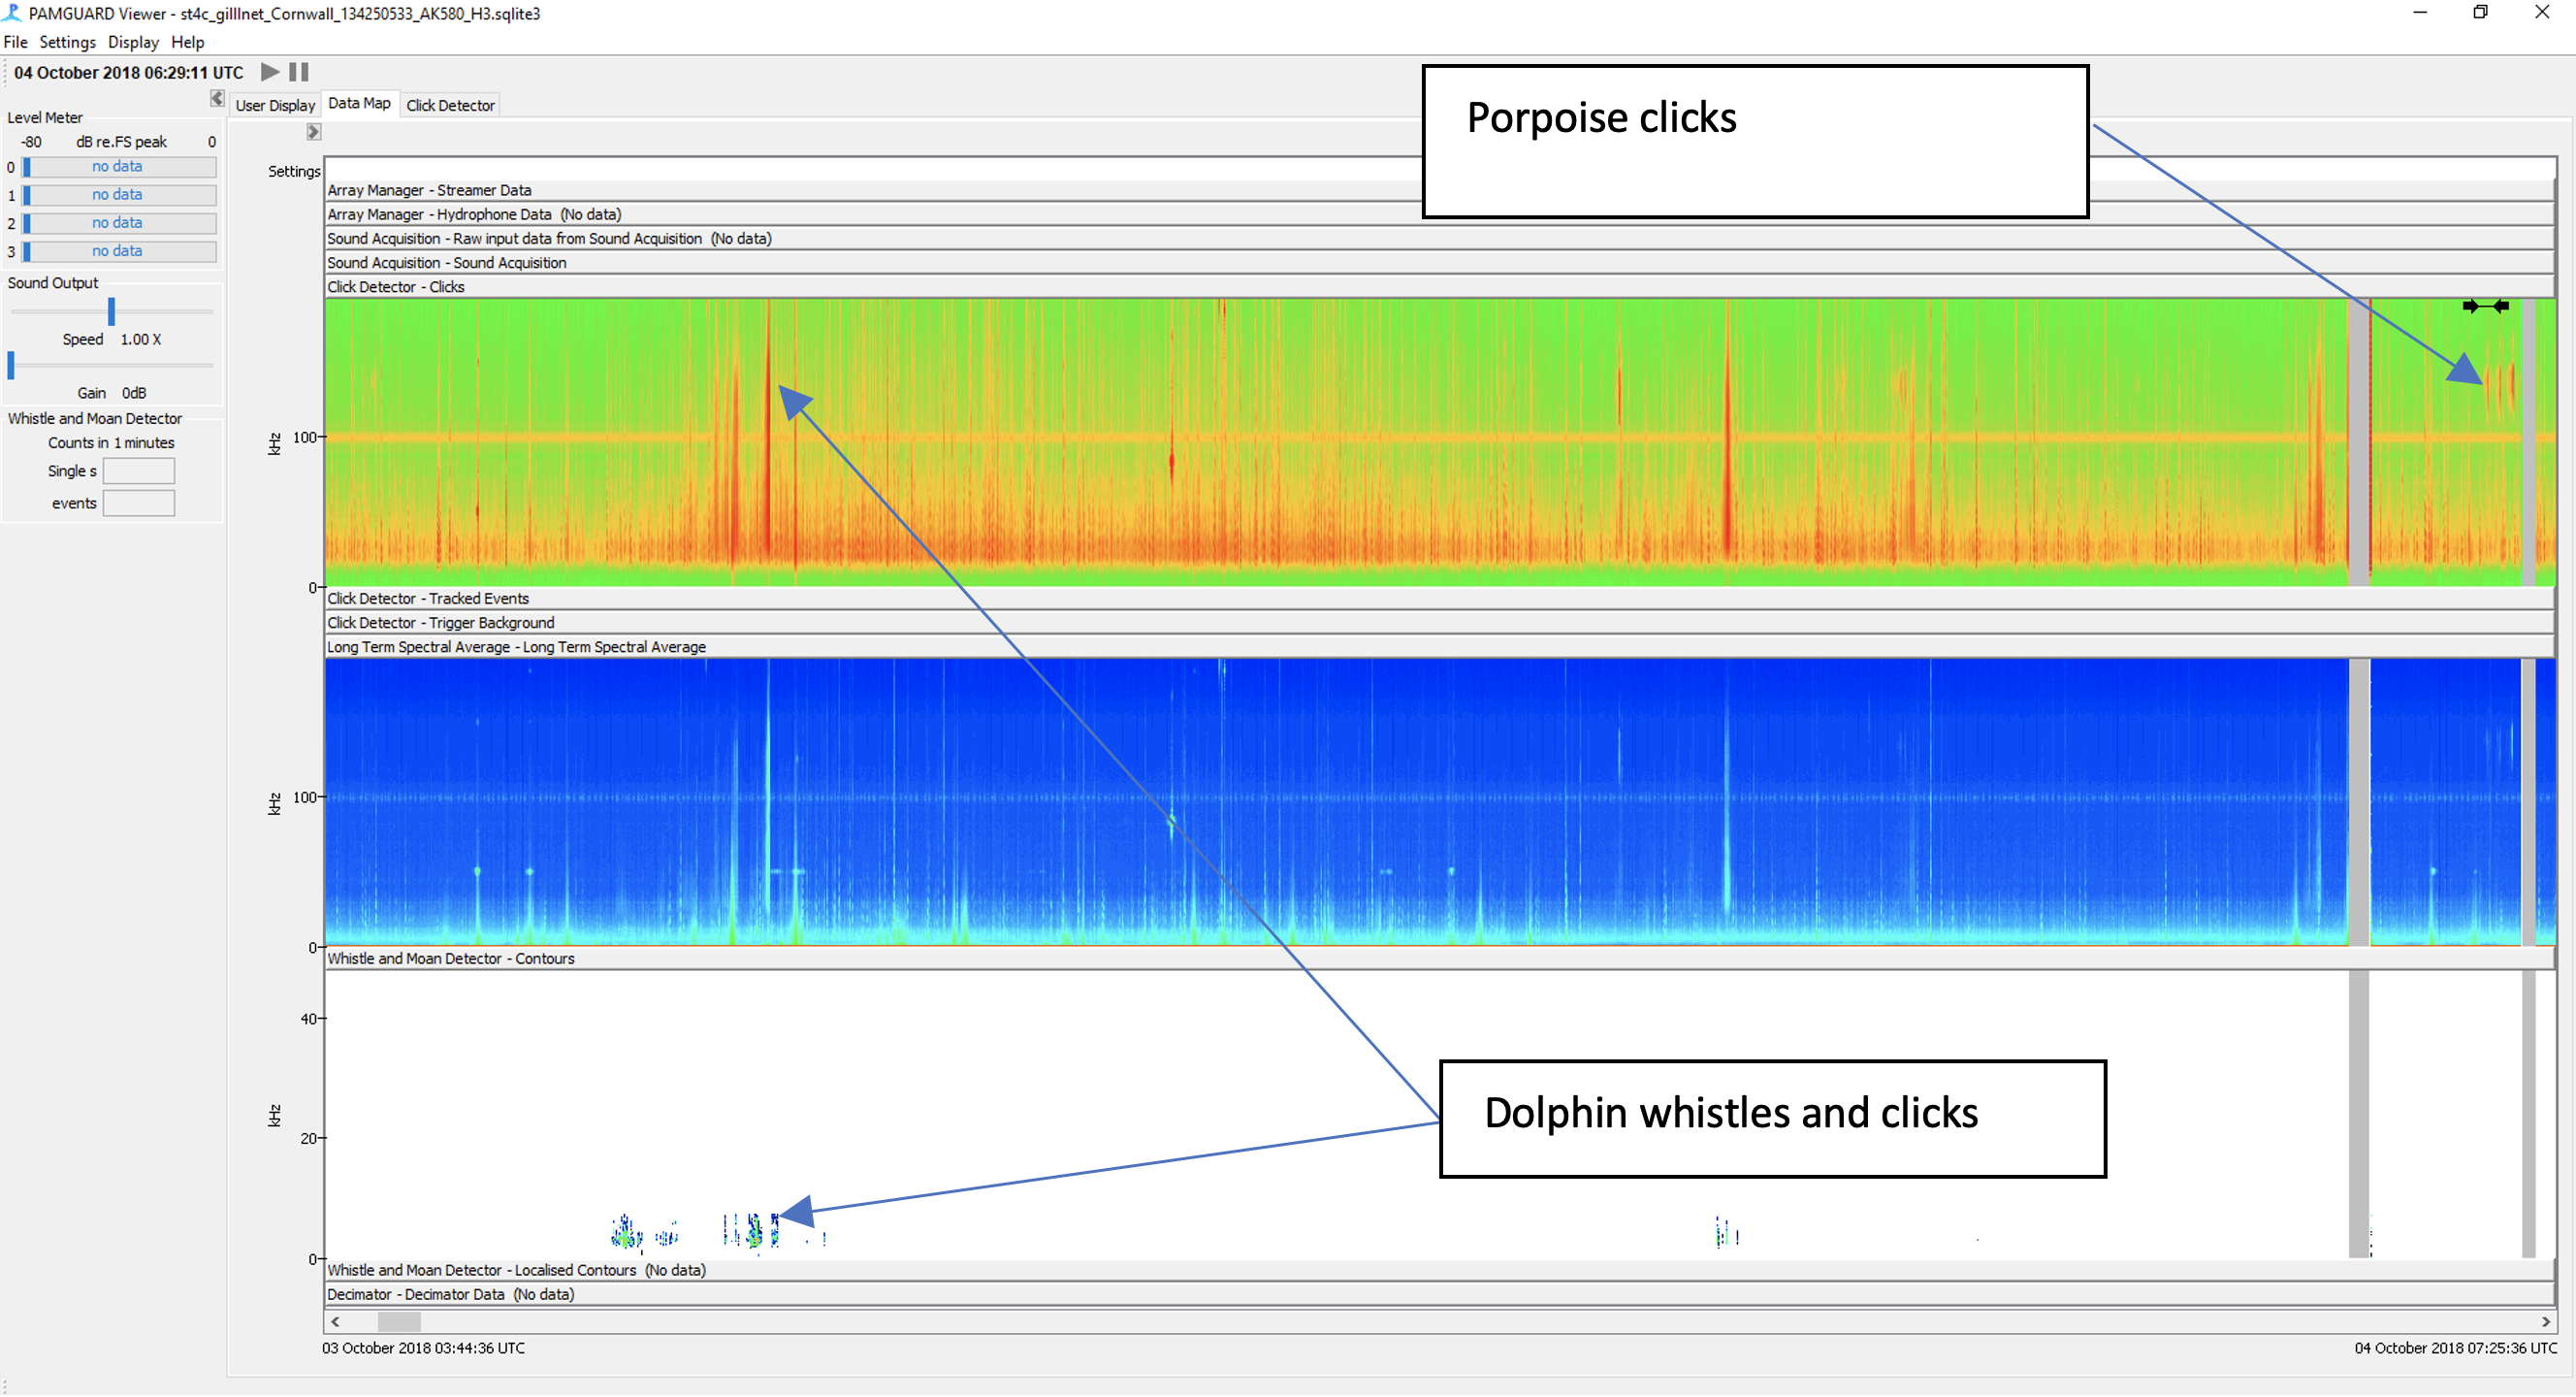 PAMGUARD Viewer - st4c_gilllnet_Cornwall_134250533_AK580_H3.sqlite3
File Settings Display Help
04 October 2018 06:29:11 UTC
User Display Data Map Click Detector
Level Meter
-80 dB re.FS peak 0
0 no data
1 no data
2 no data
3 no data
Sound Output
Speed 1.00 X
Gain 0dB
Whistle and Moan Detector
Counts in 1 minutes
Single s
events
Porpoise clicks
Settings
Array Manager - Streamer Data
Array Manager - Hydrophone Data (No data)
Sound Acquisition - Raw input data from Sound Acquisition (No data)
Sound Acquisition - Sound Acquisition
Click Detector - Clicks
kHz
100
0
Click Detector - Tracked Events
Click Detector - Trigger Background
Long Term Spectral Average - Long Term Spectral Average
kHz
100
0
Whistle and Moan Detector - Contours
40
kHz
20
0
Dolphin whistles and clicks
Whistle and Moan Detector - Localised Contours (No data)
Decimator - Decimator Data (No data)
03 October 2018 03:44:36 UTC
04 October 2018 07:25:36 UTC